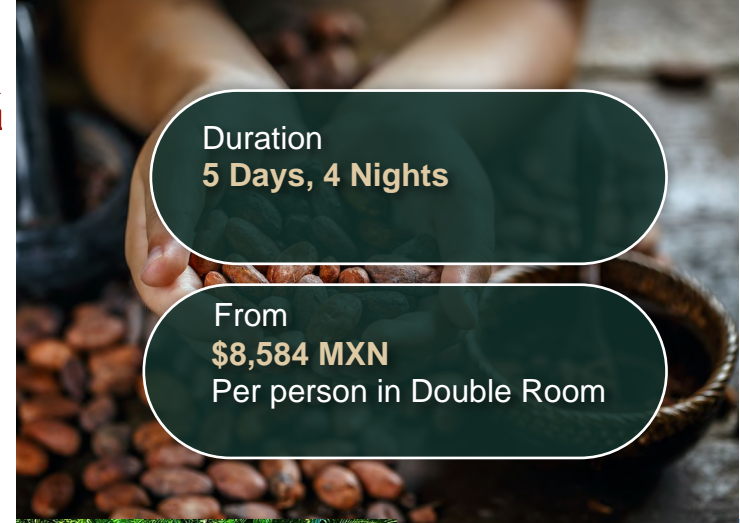 Duration
5 Days, 4 Nights
From
$8,584 MXN
Per person in Double Room